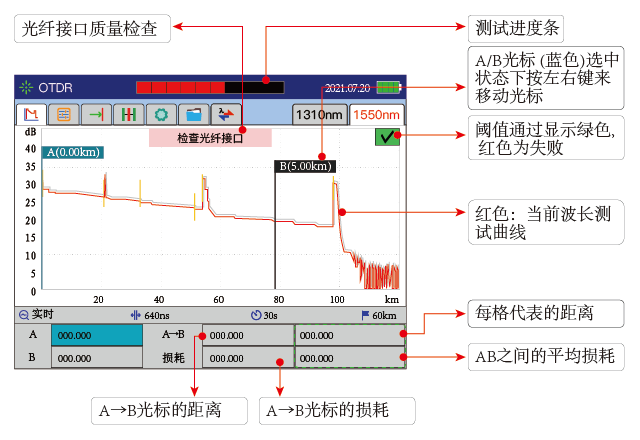 光纤接口质量检查
测试进度条
A/B光标 (蓝色)选中
状态下按左右键来
移动光标
OTDR
2021.07.20
1310nm
1550nm
阈值通过显示绿色,
红色为失败
dB
检查光纤接口
40
A(0.00km)
B(5.00km)
35
30
25
20
15
10
5
0
红色：当前波长测
试曲线
20
40
60
80
100
km
实时
640ns
30s
60km
每格代表的距离
A
000.000
A→B
000.000
000.000
B
000.000
损耗
000.000
000.000
AB之间的平均损耗
A→B光标的距离
A→B光标的损耗